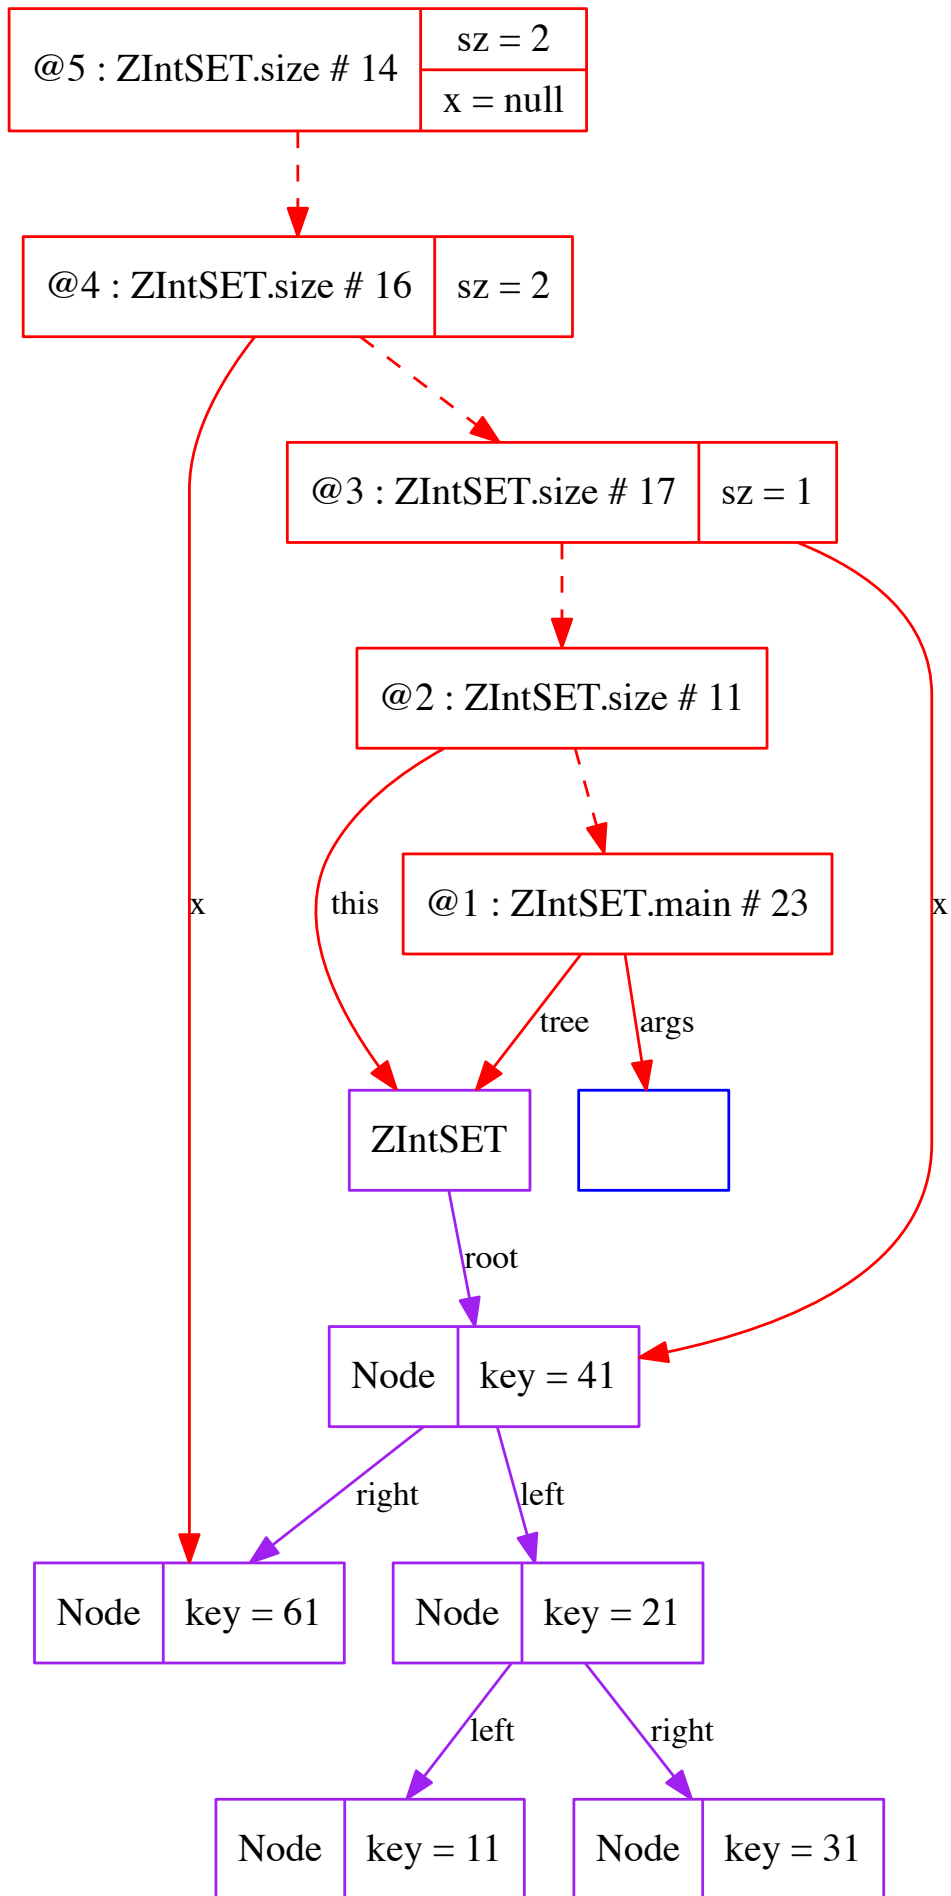 @5 : ZIntSET.size # 14
sz = 2
x = null
@4 : ZIntSET.size # 16
sz = 2
@3 : ZIntSET.size # 17
sz = 1
@2 : ZIntSET.size # 11
x
this
@1 : ZIntSET.main # 23
x
tree
args
ZIntSET
root
Node
key = 41
right
left
Node
key = 61
Node
key = 21
left
right
Node
key = 11
Node
key = 31